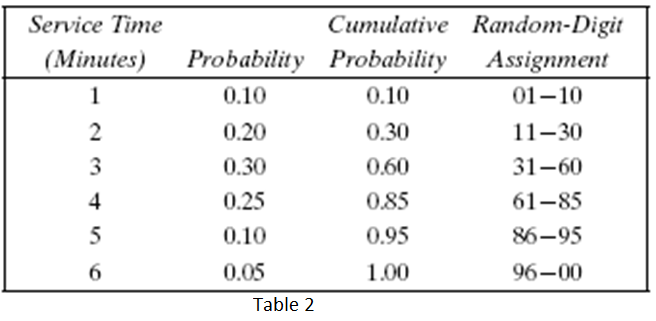 Service Time Cumulative Random-Digit
(Minutes) Probability Probability Assignment
1 0.10 0.10 01–10
2 0.20 0.30 11–30
3 0.30 0.60 31–60
4 0.25 0.85 61–85
5 0.10 0.95 86–95
6 0.05 1.00 96–00
Table 2